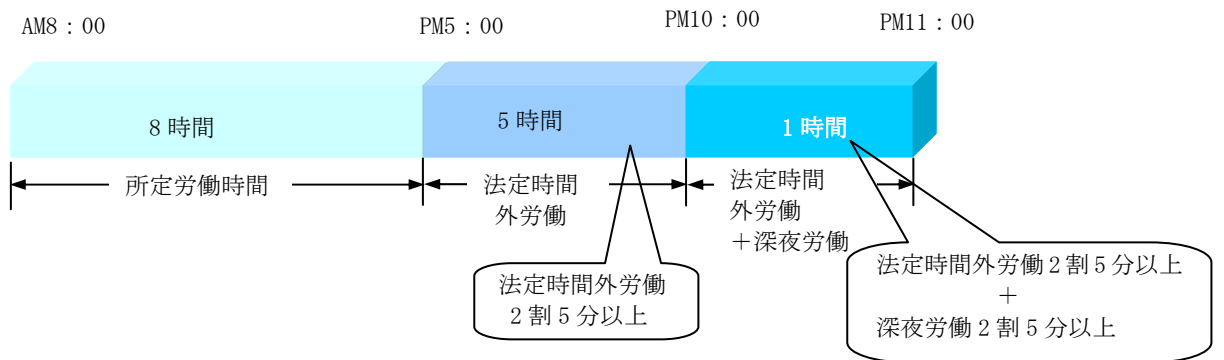 AM8：00
PM5：00
PM10：00
PM11：00
8時間
5時間
1時間
所定労働時間
法定時間
外労働
法定時間
外労働
＋深夜労働
法定時間外労働
2割5分以上
法定時間外労働2割5分以上
＋
深夜労働2割5分以上